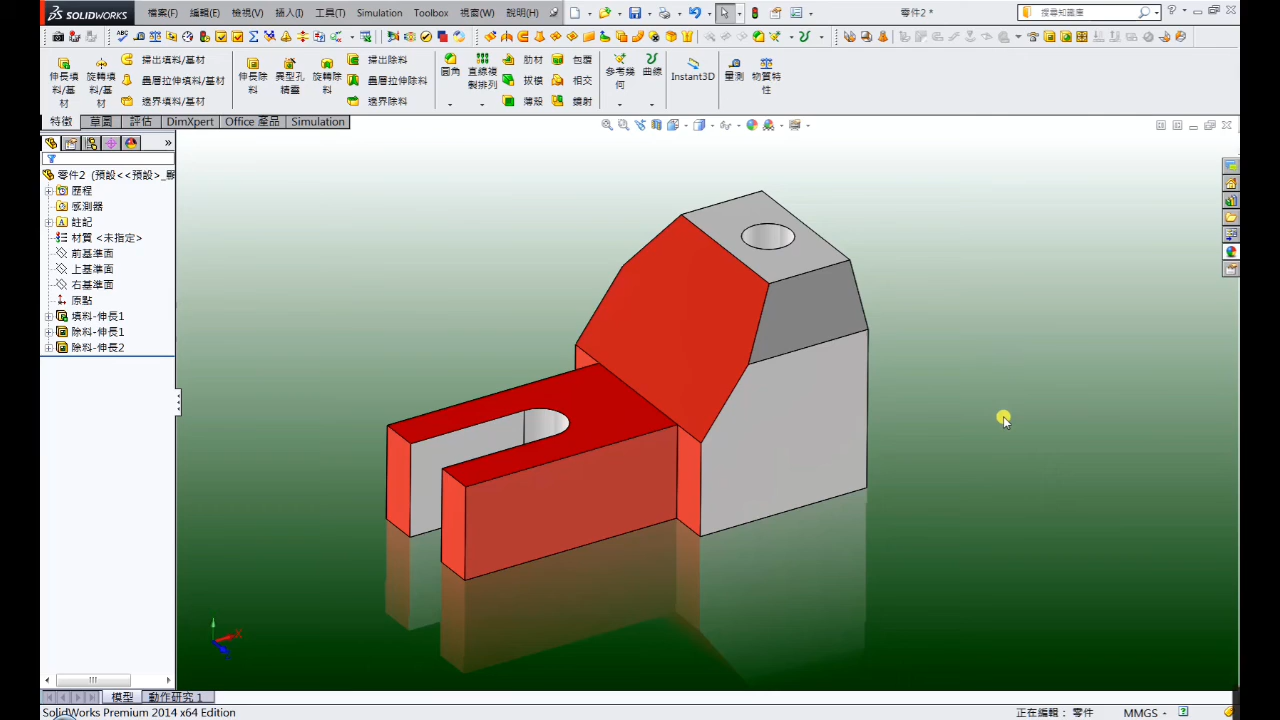 SOLIDWORKS 檔案(F) 編輯(E) 檢視(V) 插入(I) 工具(T) Simulation Toolbox 視窗(W) 說明(H) 零件2 * 搜尋知識庫
伸長填料/基材 旋轉填料/基材 掃出填料/基材 疊層拉伸填料/基材 邊界填料/基材 伸長除料 異型孔精靈 旋轉除料 掃出除料 疊層拉伸除料 邊界除料 圓角 直線複製排列 肋材 拔模 薄殼 包覆 相交 鏡射 參考幾何 曲線 Instant3D 量測 物質特性
特徵 草圖 評估 DimXpert Office 產品 Simulation
零件2 (預設<<預設>_顯
歷程
感測器
註記
材質 <未指定>
前基準面
上基準面
右基準面
原點
填料-伸長1
除料-伸長1
除料-伸長2
X
模型 動作研究 1
SolidWorks Premium 2014 x64 Edition 正在編輯: 零件 MMGS